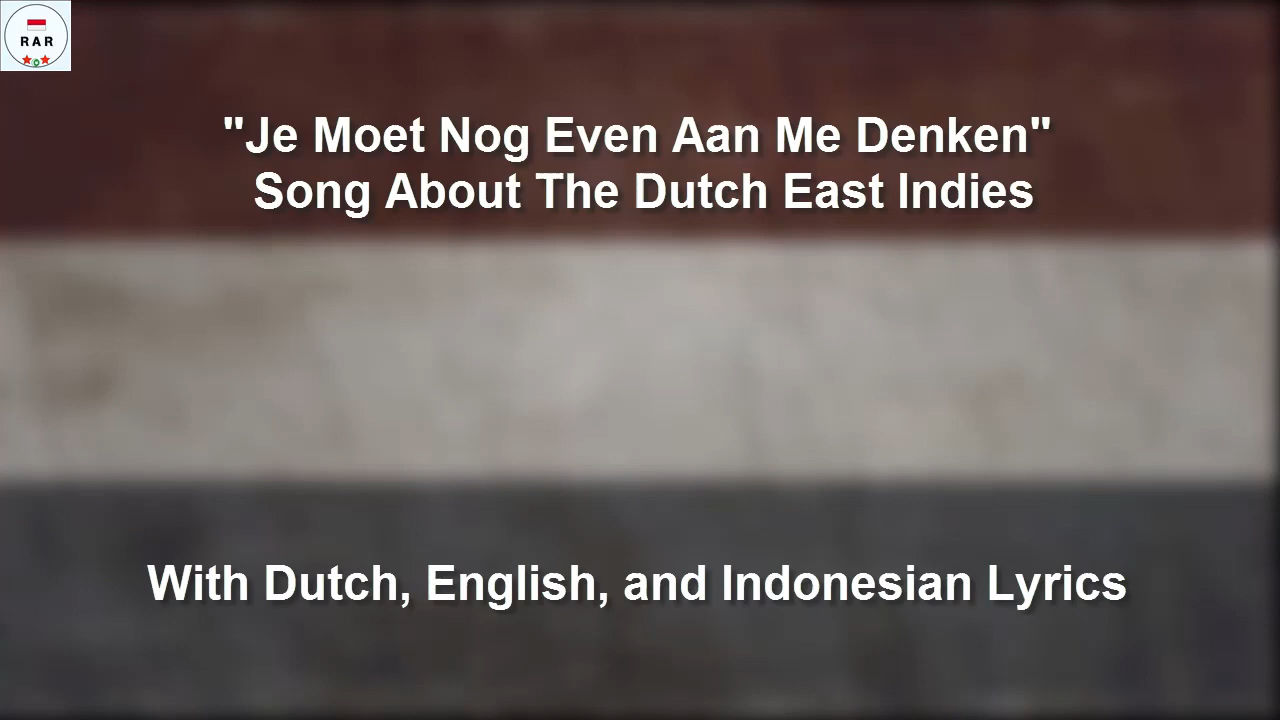 RAR
"Je Moet Nog Even Aan Me Denken"
Song About The Dutch East Indies
With Dutch, English, and Indonesian Lyrics